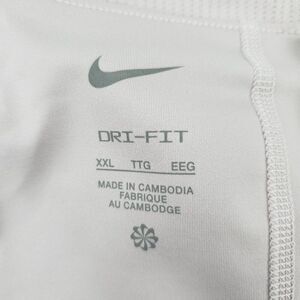 DRI-FIT
XXL TTG EEG
MADE IN CAMBODIA
FABRIQUE
AU CAMBODGE